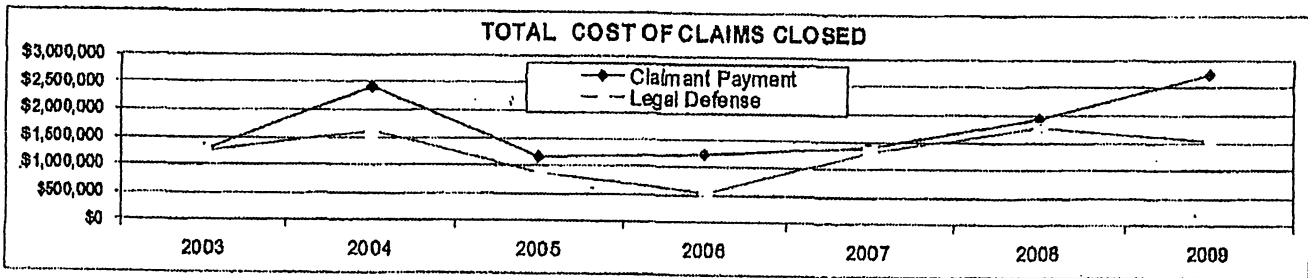 TOTAL COST OF CLAIMS CLOSED
$3,000,000
$2,500,000
$2,000,000
$1,500,000
$1,000,000
$500,000
$0
Claimant Payment
Legal Defense
2003 2004 2005 2006 2007 2008 2009